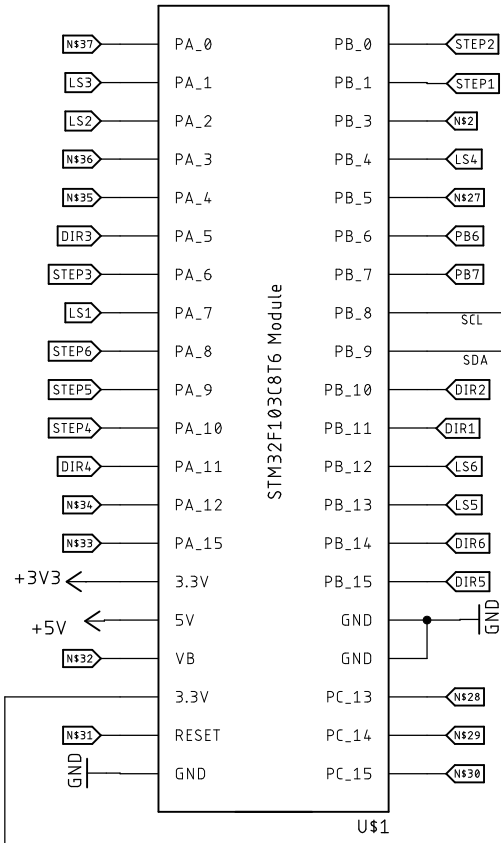 N$37 PA_0 PB_0 STEP2
LS3 PA_1 PB_1 STEP1
LS2 PA_2 PB_3 N$2
N$36 PA_3 PB_4 LS4
N$35 PA_4 PB_5 N$27
DIR3 PA_5 PB_6 PB6
STEP3 PA_6 PB_7 PB7
LS1 PA_7 PB_8 SCL
STEP6 PA_8 PB_9 SDA
STEP5 PA_9 PB_10 DIR2
STEP4 PA_10 PB_11 DIR1
DIR4 PA_11 PB_12 LS6
N$34 PA_12 PB_13 LS5
N$33 PA_15 PB_14 DIR6
+3V3 3.3V PB_15 DIR5
+5V 5V GND GND
N$32 VB GND
3.3V PC_13 N$28
N$31 RESET PC_14 N$29
GND GND PC_15 N$30
STM32F103C8T6 Module
U$1